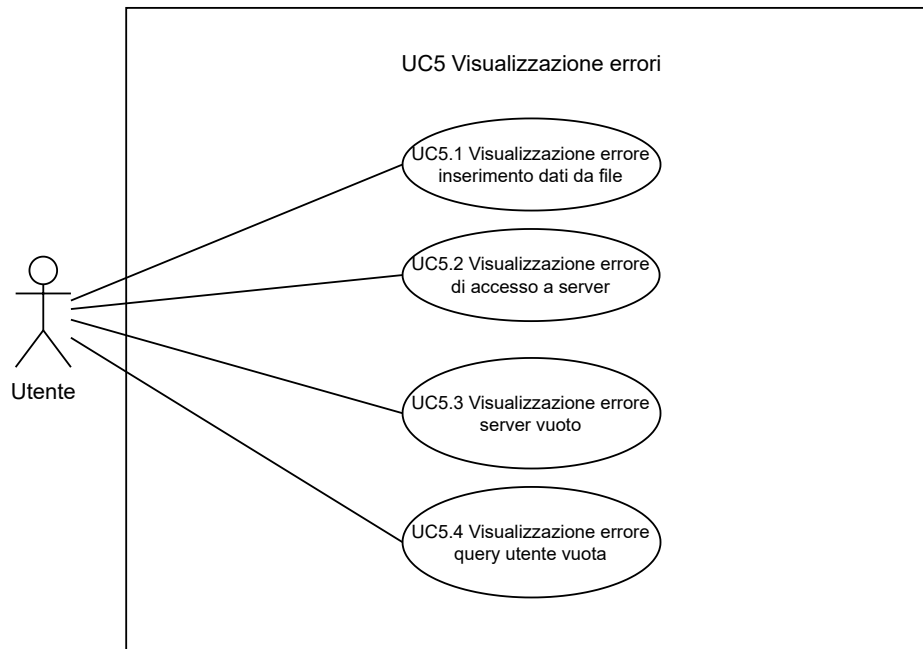 UC5 Visualizzazione errori
UC5.1 Visualizzazione errore
inserimento dati da file
UC5.2 Visualizzazione errore
di accesso a server
Utente
UC5.3 Visualizzazione errore
server vuoto
UC5.4 Visualizzazione errore
query utente vuota